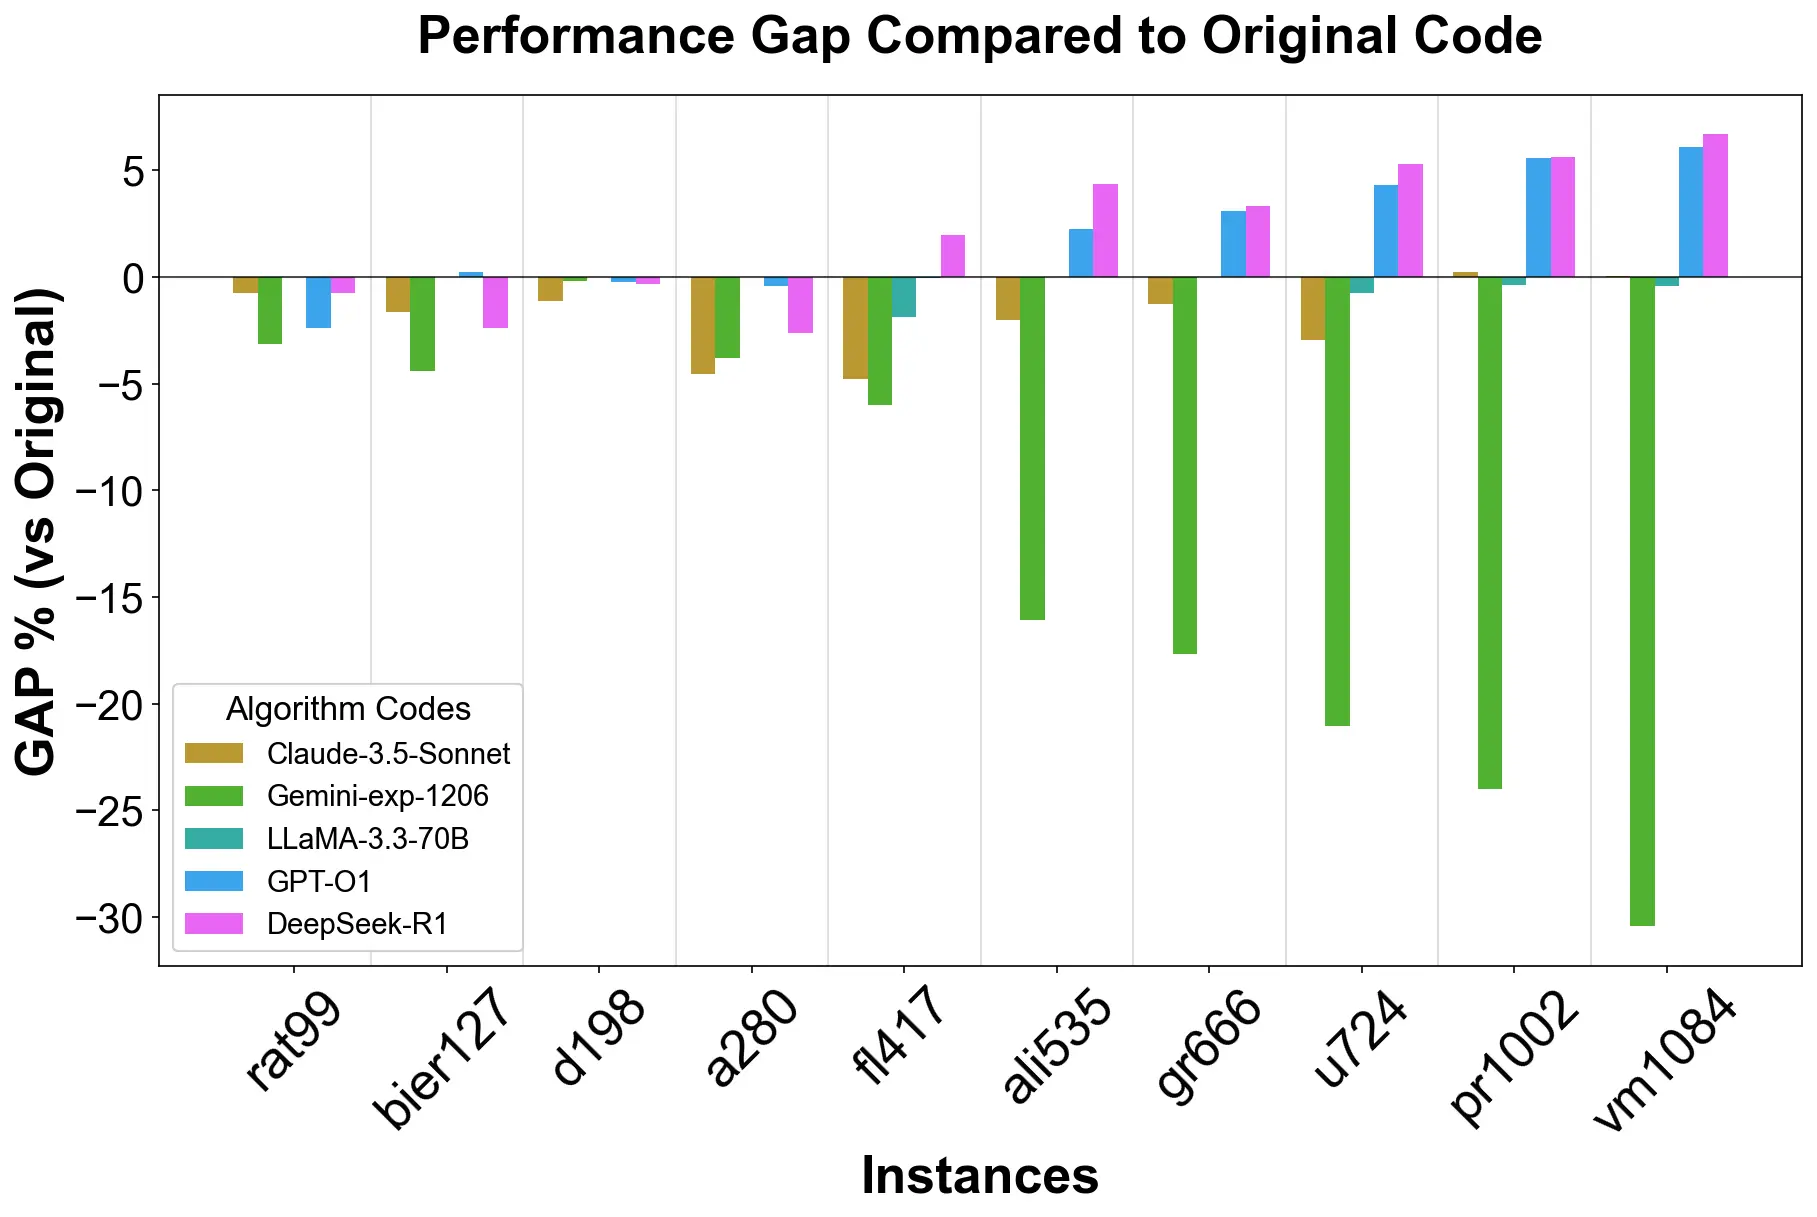 Performance Gap Compared to Original Code
GAP % (vs Original)
5
0
−5
−10
−15
−20
−25
−30
Algorithm Codes
Claude-3.5-Sonnet
Gemini-exp-1206
LLaMA-3.3-70B
GPT-O1
DeepSeek-R1
rat99
bier127
d198
a280
fl417
ali535
gr666
u724
pr1002
vm1084
Instances